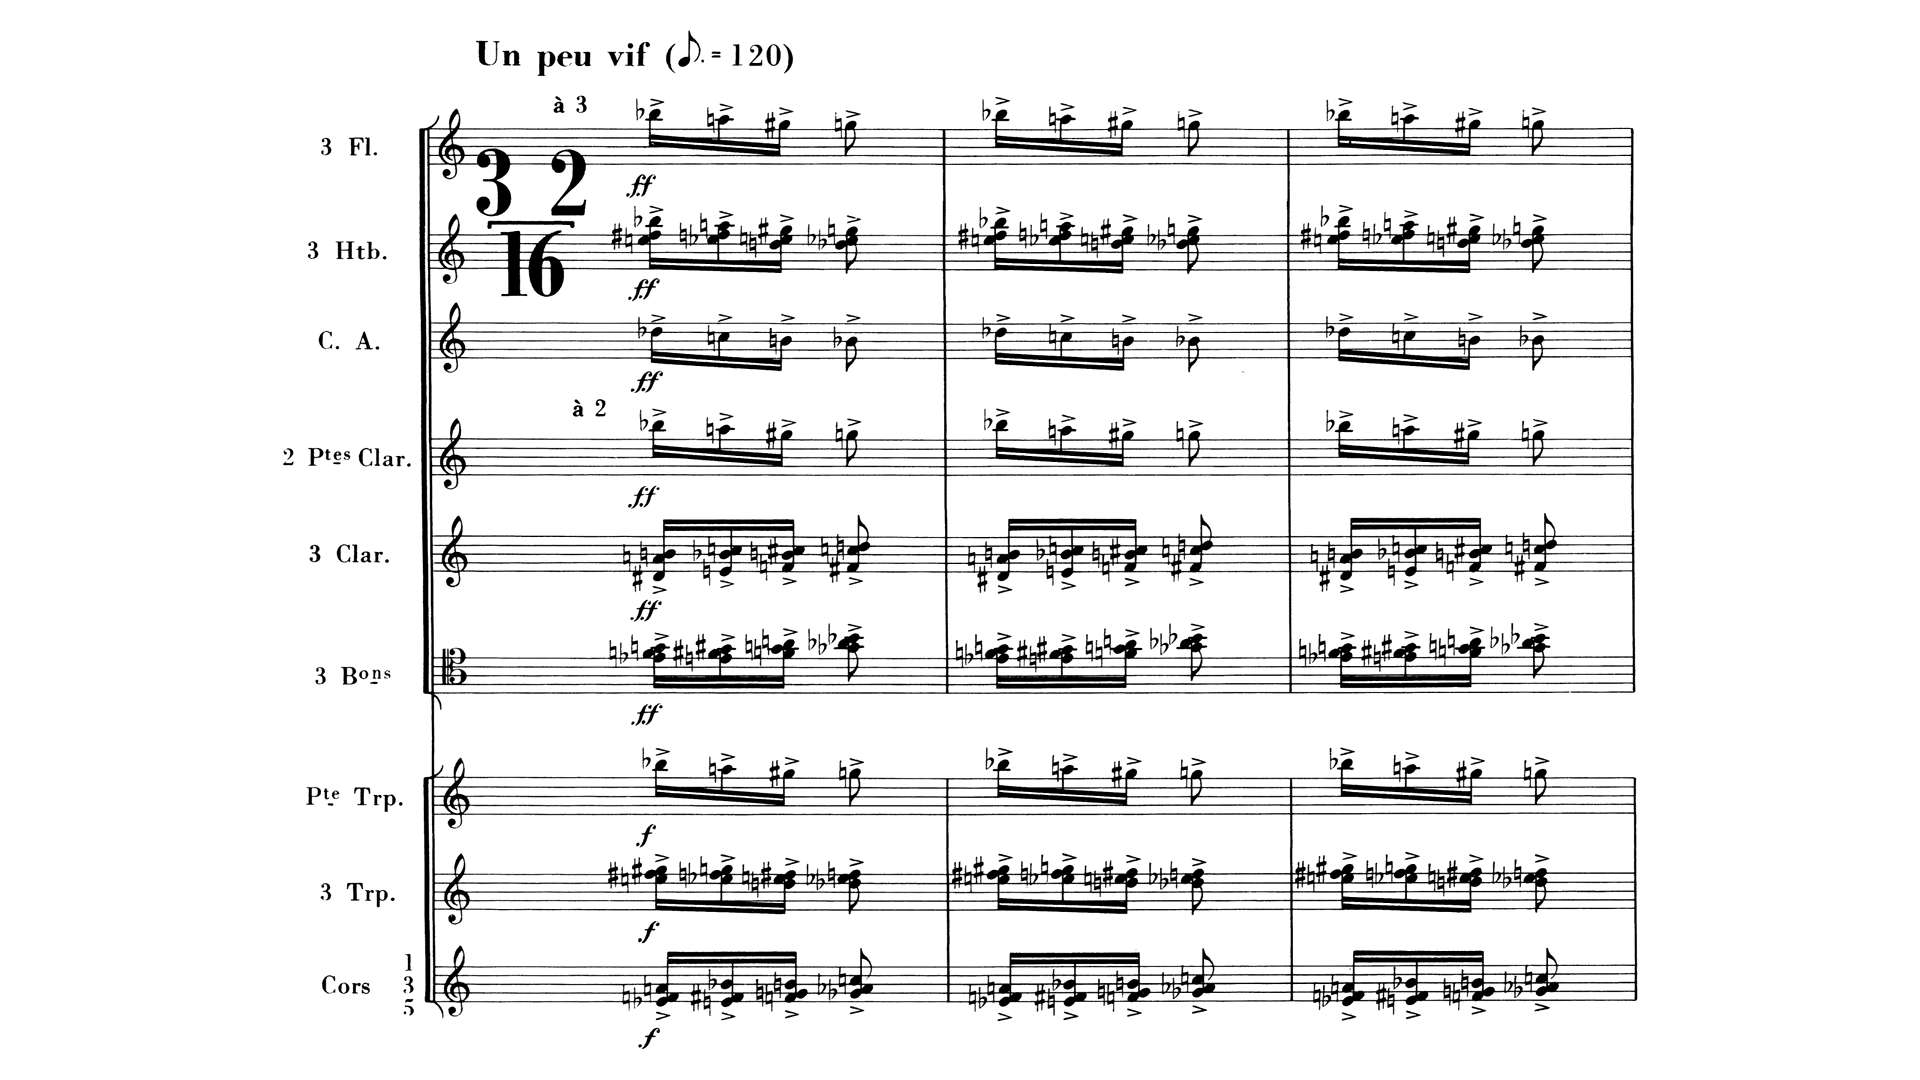 Un peu vif (♪. = 120)
à 3
3 Fl.
3 2
16
ff
3 Htb.
ff
C. A.
ff
à 2
2 Ptes Clar.
ff
3 Clar.
ff
3 Bons
ff
Pte Trp.
f
3 Trp.
f
1
Cors 3
5
f